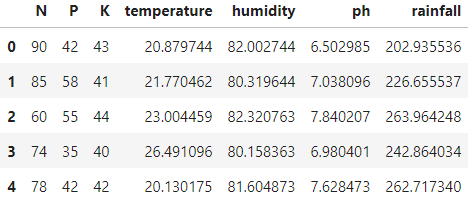 N P K temperature humidity ph rainfall
0 90 42 43 20.879744 82.002744 6.502985 202.935536
1 85 58 41 21.770462 80.319644 7.038096 226.655537
2 60 55 44 23.004459 82.320763 7.840207 263.964248
3 74 35 40 26.491096 80.158363 6.980401 242.864034
4 78 42 42 20.130175 81.604873 7.628473 262.717340